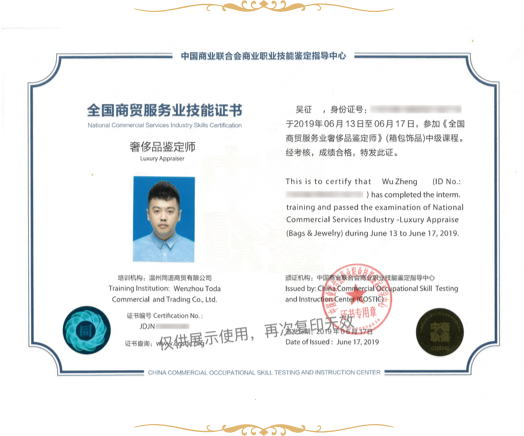 中国商业联合会商业职业技能鉴定指导中心
全国商贸服务业技能证书
National Commercial Services Industry Skills Certification
奢侈品鉴定师
Luxury Appraiser
培训机构：温州同道商贸有限公司
Training Institution: Wenzhou Toda
Commercial and Trading Co., Ltd.
证书编号 Certification No.:
JDJN
证书查询：
吴征 ，身份证号：
于2019年06月13日至06月17日，参加《全
国商贸服务业奢侈品鉴定师》(箱包饰品)中级课程。
经考核，成绩合格，特发此证。
This is to certify that Wu Zheng (ID No.:
) has completed the interm.
training and passed the examination of National
Commercial Services Industry -Luxury Appraise
(Bags & Jewelry) during June 13 to June 17, 2019.
颁证机构：中国商业联合会商业职业技能鉴定指导中心
Issued by: China Commercial Occupational Skill Testing
and Instruction Center (COSTIC)
证书专用章
2019年06月17日
Date of Issued: June 17, 2019
仅供展示使用，再次复印无效
CHINA COMMERCIAL OCCUPATIONAL SKILL TESTING AND INSTRUCTION CENTER